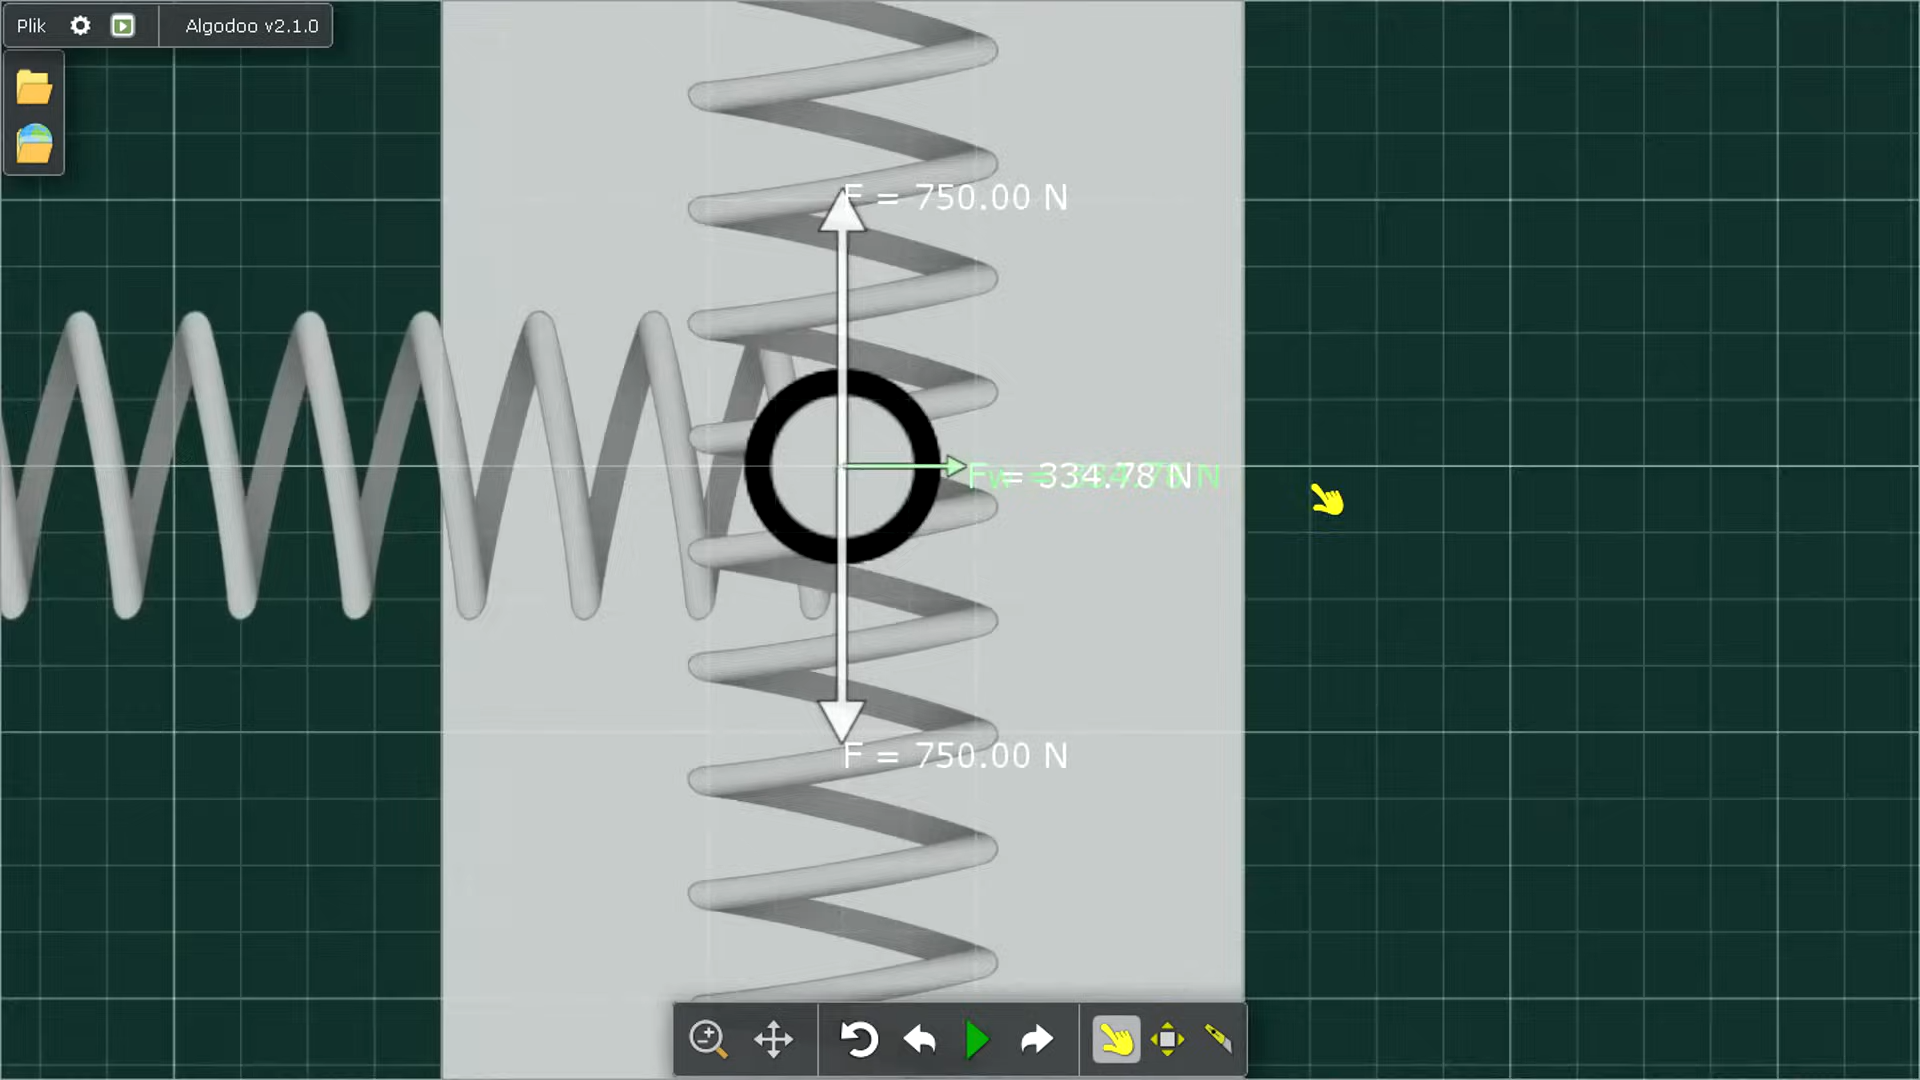 Plik
Algodoo v2.1.0
F = 750.00 N
F = 334.78 N
F = 750.00 N